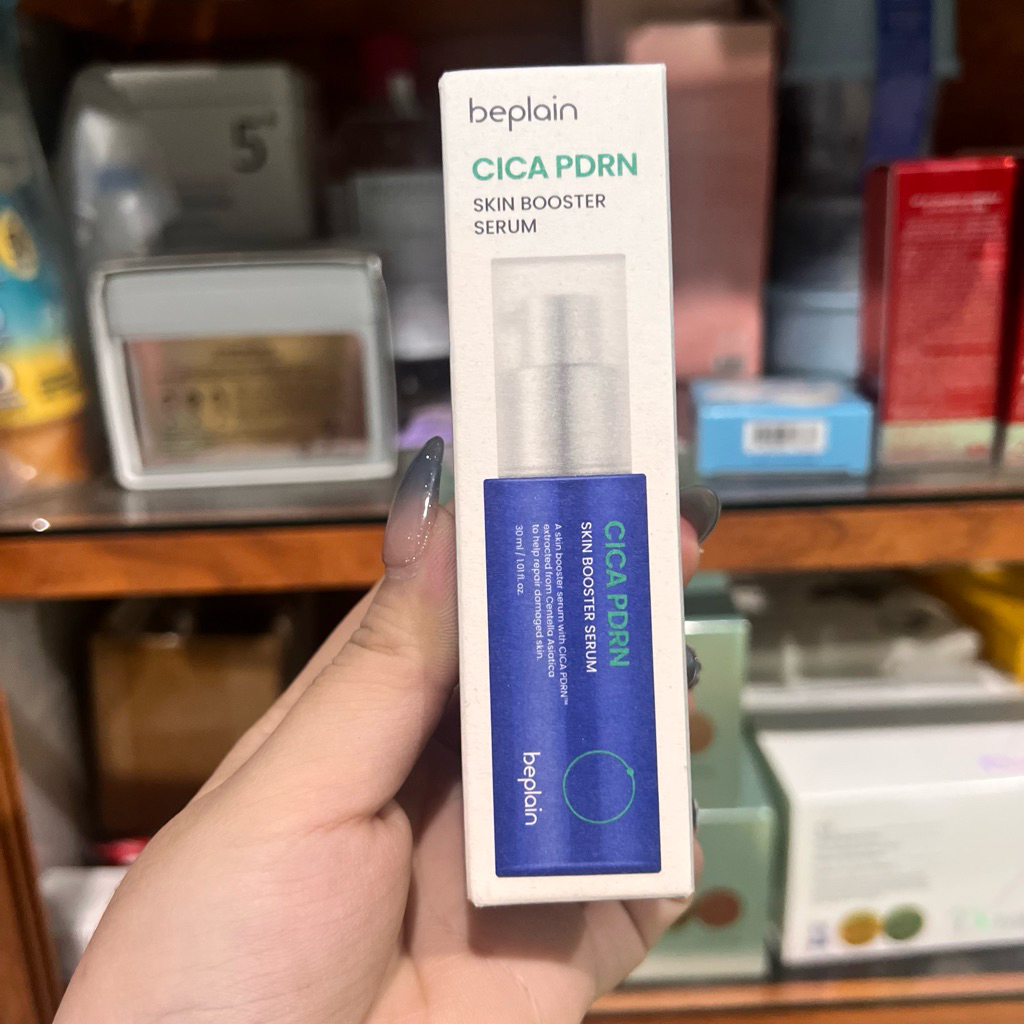 beplain
CICA PDRN
SKIN BOOSTER
SERUM
CICA PDRN
SKIN BOOSTER SERUM
A skin booster serum with CICA PDRN™
extracted from Centella Asiatica
to help repair damaged skin.
30 ml / 1.01 fl. oz.
beplain
5